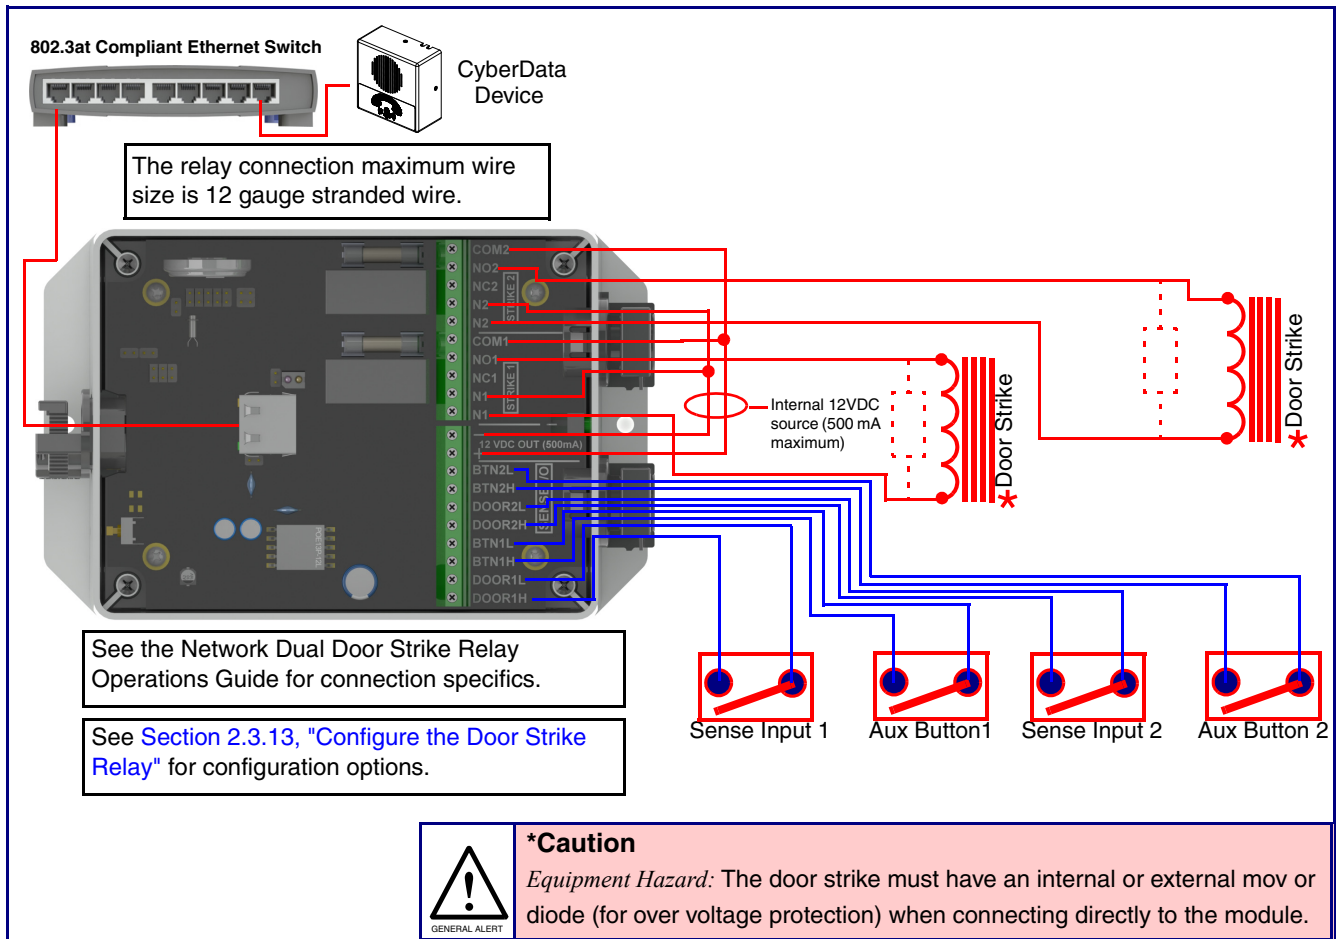 802.3at Compliant Ethernet Switch
CyberData
Device
The relay connection maximum wire
size is 12 gauge stranded wire.
COM2
NO2
NC2
N2
N2
STRIKE 2
COM1
NO1
NC1
N1
N1
STRIKE 1
-
12 VDC OUT (500mA)
+
BTN2L
BTN2H
DOOR2L
DOOR2H
BTN1L
BTN1H
DOOR1L
DOOR1H
Internal 12VDC
source (500 mA
maximum)
*Door Strike
*Door Strike
See the Network Dual Door Strike Relay
Operations Guide for connection specifics.
See Section 2.3.13, "Configure the Door Strike
Relay" for configuration options.
Sense Input 1
Aux Button1
Sense Input 2
Aux Button 2
GENERAL ALERT
*Caution
Equipment Hazard: The door strike must have an internal or external mov or
diode (for over voltage protection) when connecting directly to the module.